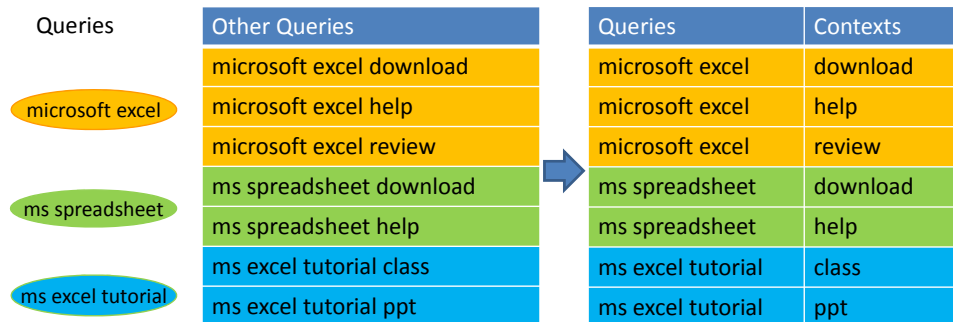 Queries
microsoft excel
ms spreadsheet
ms excel tutorial
Other Queries
microsoft excel download
microsoft excel help
microsoft excel review
ms spreadsheet download
ms spreadsheet help
ms excel tutorial class
ms excel tutorial ppt
Queries Contexts
microsoft excel download
microsoft excel help
microsoft excel review
ms spreadsheet download
ms spreadsheet help
ms excel tutorial class
ms excel tutorial ppt